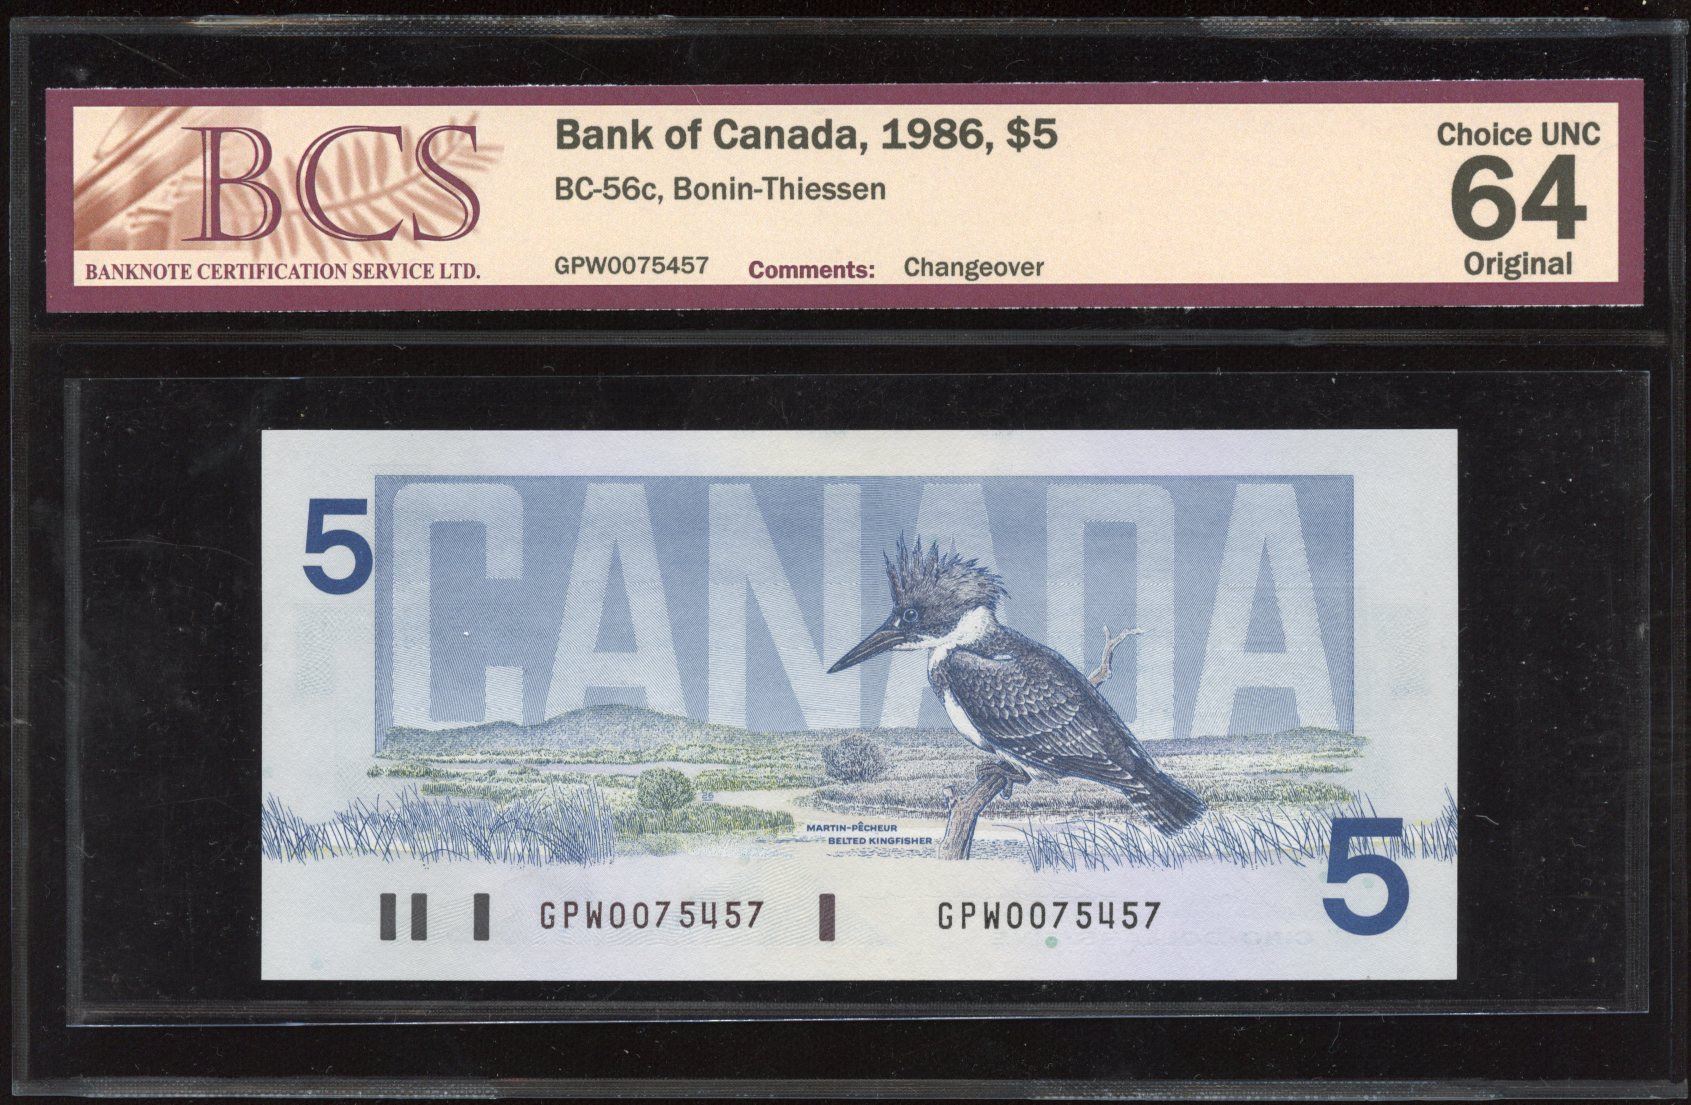 BCS
BANKNOTE CERTIFICATION SERVICE LTD.
Bank of Canada, 1986, $5
BC-56c, Bonin-Thiessen
GPW0075457 Comments: Changeover
Choice UNC
64
Original
5
CANADA
MARTIN-PÊCHEUR
BELTED KINGFISHER
5
GPW0075457 GPW0075457